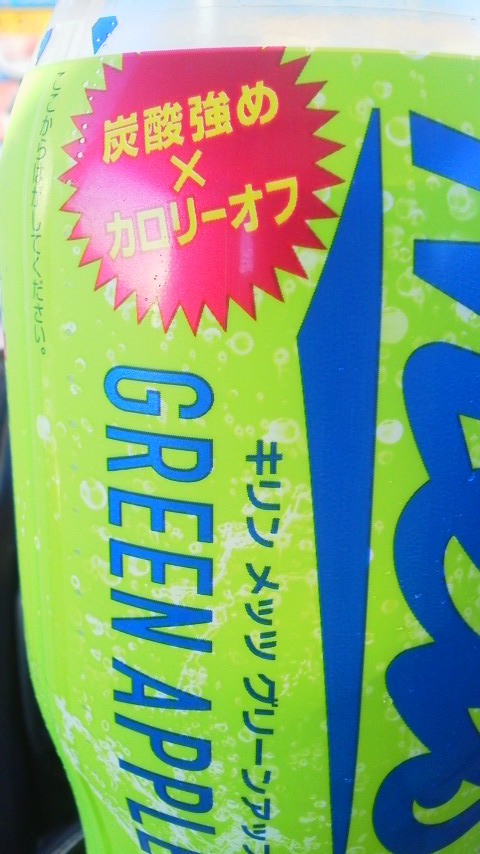 炭酸強め
×
カロリーオフ
GREEN APPLE
キリン メッツ グリーンアップ
ここからはがしてください。